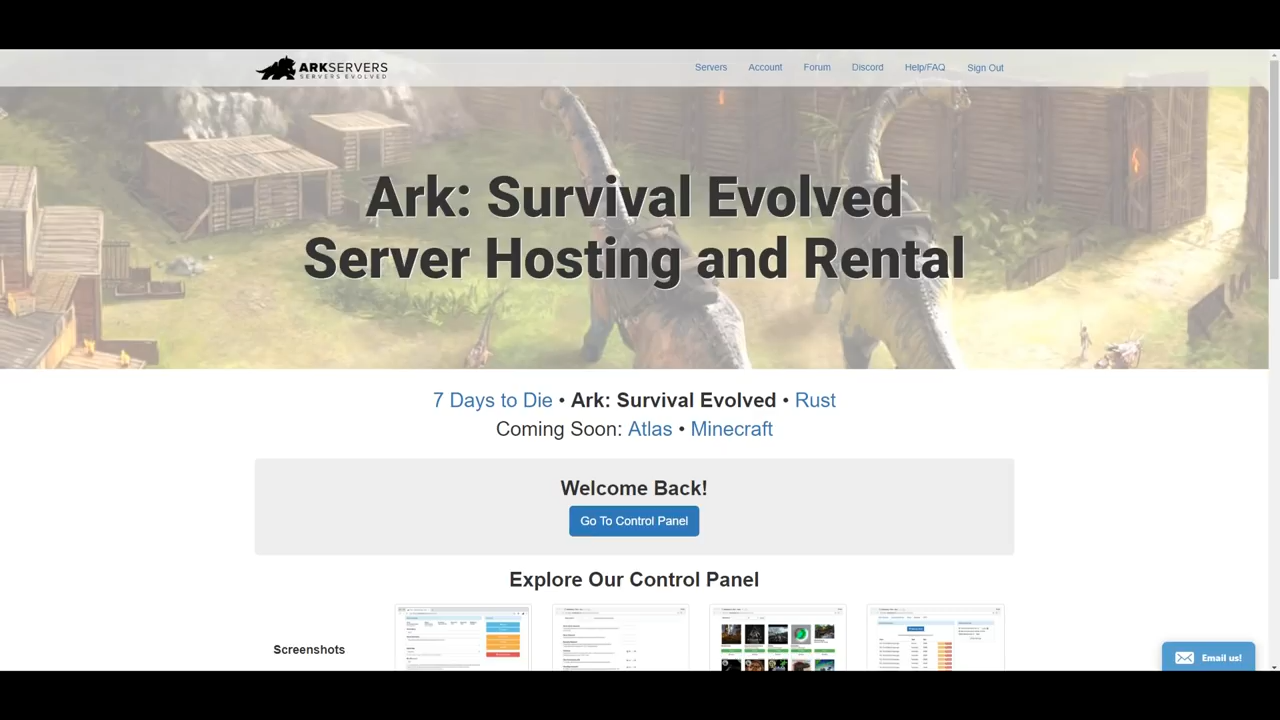 ARKSERVERS
SERVERS EVOLVED
Servers Account Forum Discord Help/FAQ Sign Out
Ark: Survival Evolved
Server Hosting and Rental
7 Days to Die • Ark: Survival Evolved • Rust
Coming Soon: Atlas • Minecraft
Welcome Back!
Go To Control Panel
Explore Our Control Panel
Screenshots
Email us!